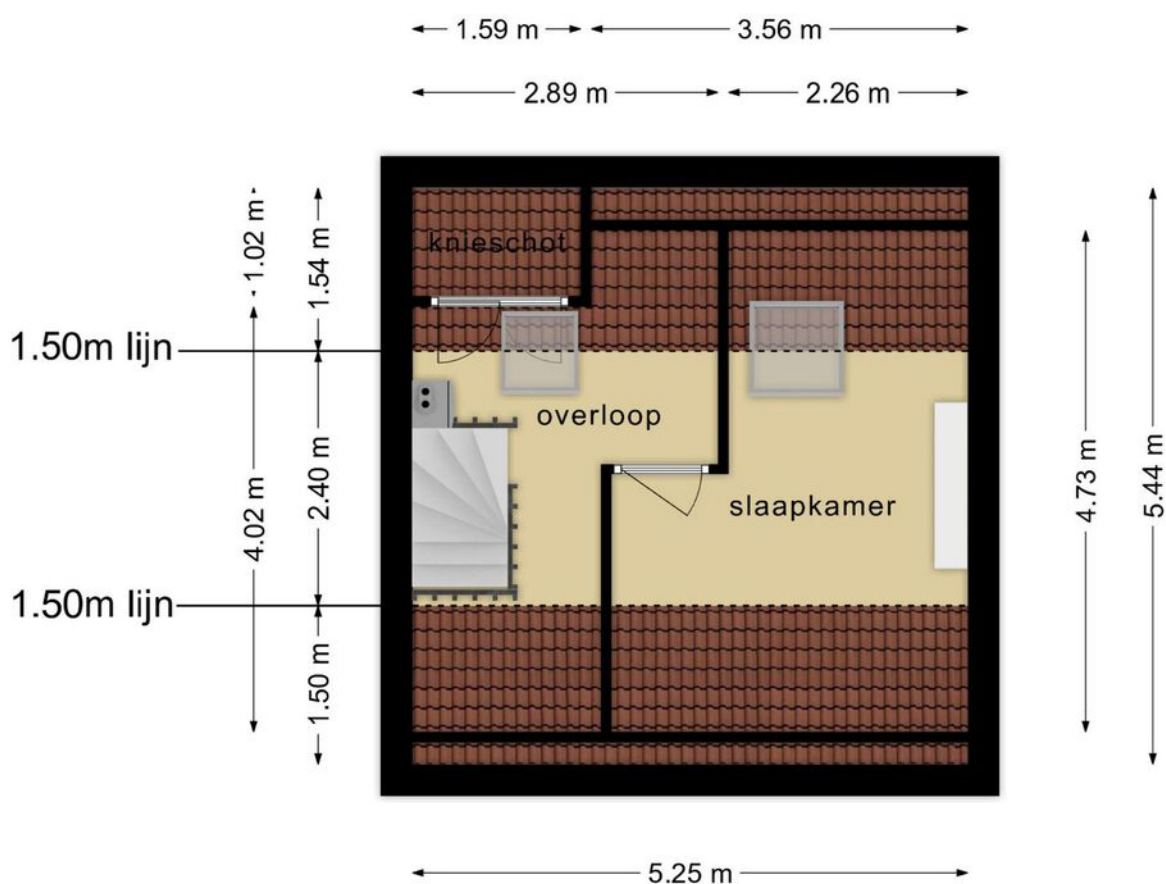 1.59 m
3.56 m
2.89 m
2.26 m
1.02 m
1.54 m
knieschot
1.50m lijn
overloop
2.40 m
4.02 m
4.73 m
5.44 m
slaapkamer
1.50m lijn
1.50 m
5.25 m